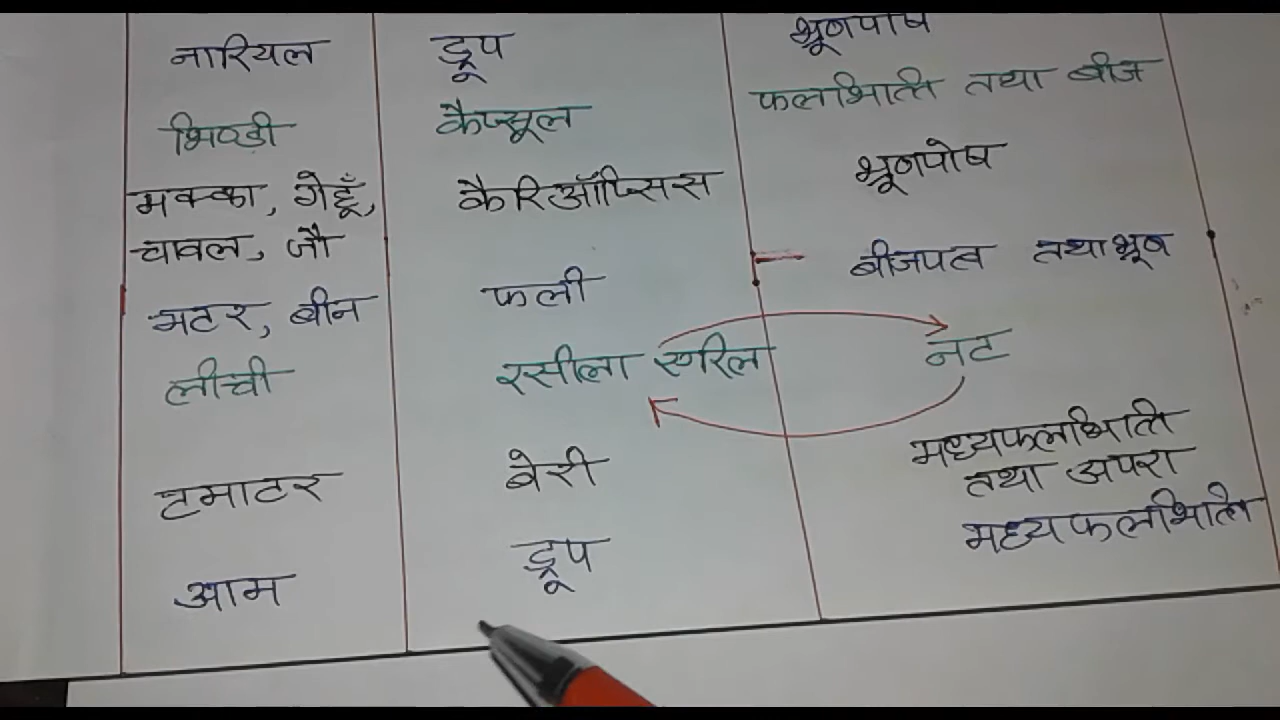 नारियल ड्रूप भ्रूणपोष
भिण्डी कैप्सूल फलभित्ति तथा बीज
मक्का, गेहूँ, कैरिऑप्सिस भ्रूणपोष
चावल, जौ
मटर, बीन फली बीजपत्र तथा भ्रूण
लीची रसीला एरिल नट
टमाटर बेरी मध्यफलभित्ति
तथा अपरा
आम ड्रूप मध्यफलभित्ति